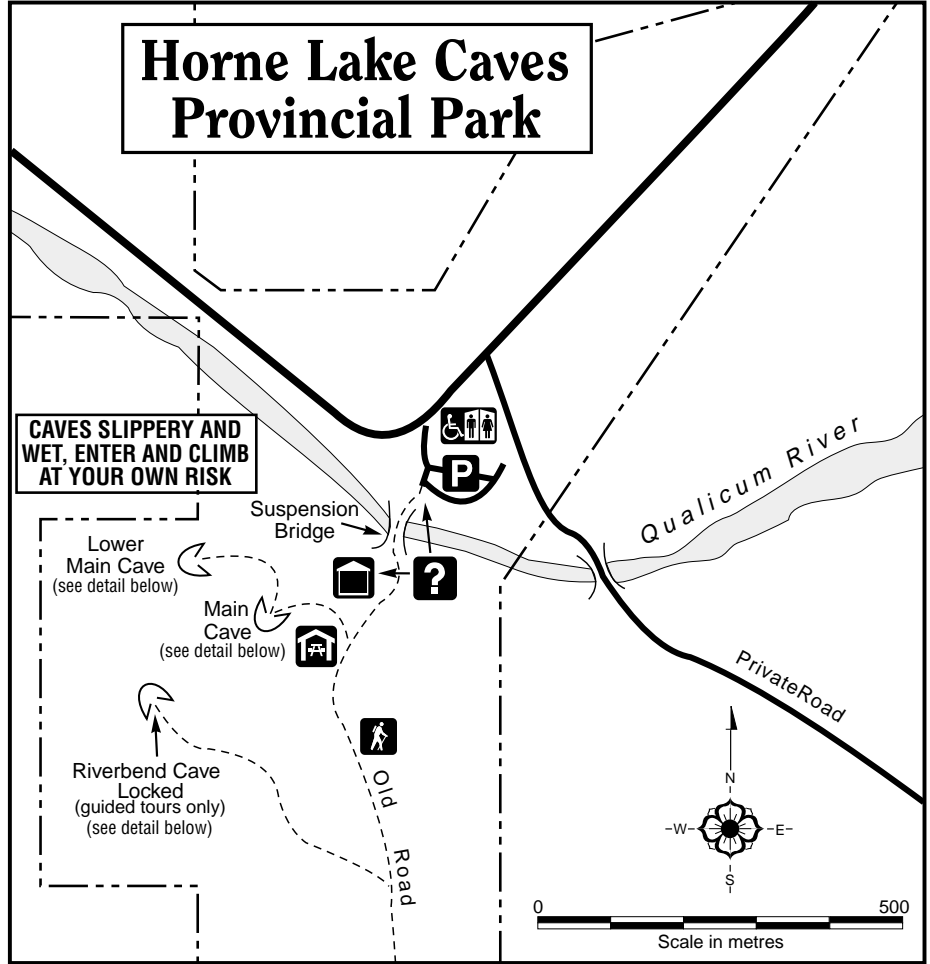 Horne Lake Caves
Provincial Park
CAVES SLIPPERY AND
WET, ENTER AND CLIMB
AT YOUR OWN RISK
P
Qualicum River
Suspension
Bridge
Lower
Main Cave
(see detail below)
?
Main
Cave
(see detail below)
PrivateRoad
Riverbend Cave
Locked
(guided tours only)
(see detail below)
Old
Road
N
W
E
S
0
500
Scale in metres